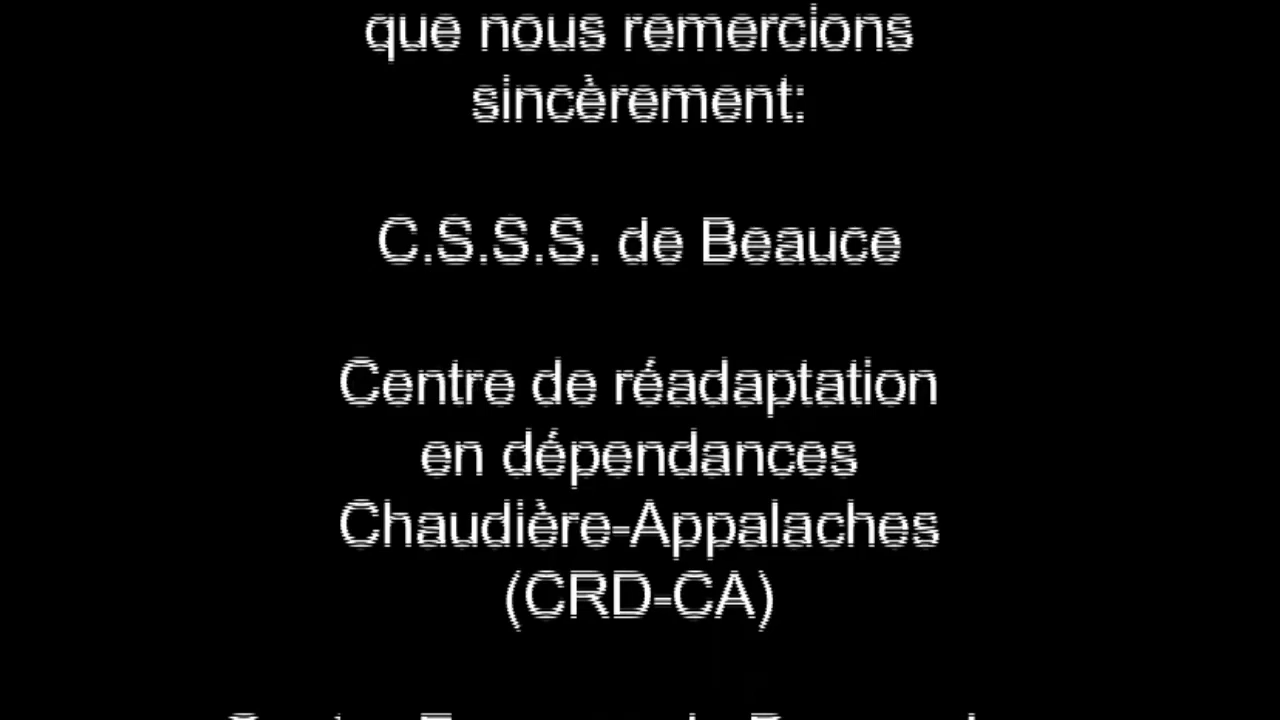 que nous remercions
sincèrement:
C.S.S.S. de Beauce
Centre de réadaptation
en dépendances
Chaudière-Appalaches
(CRD-CA)